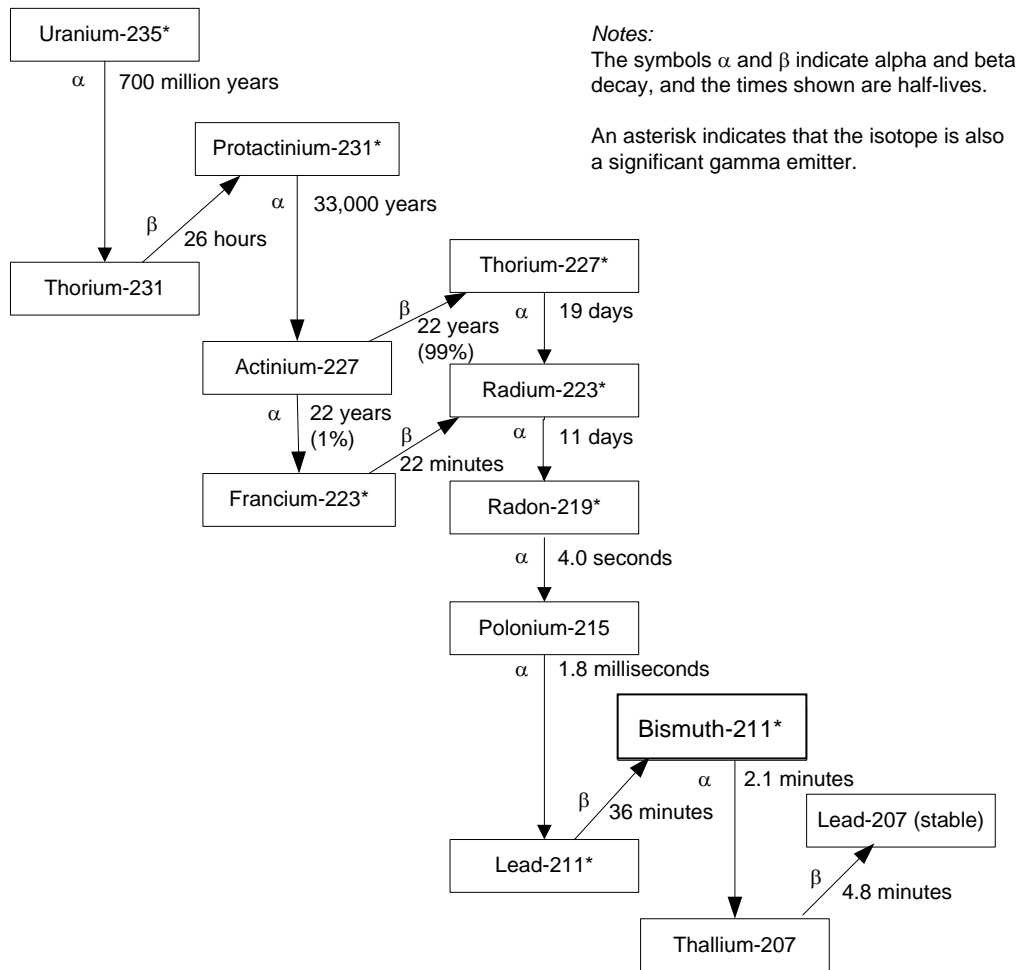 Uranium-235*
Notes:
The symbols α and β indicate alpha and beta
decay, and the times shown are half-lives.
An asterisk indicates that the isotope is also
a significant gamma emitter.
α 700 million years
Protactinium-231*
α 33,000 years
β
26 hours
Thorium-231
Thorium-227*
β
22 years
(99%)
α 19 days
Actinium-227
Radium-223*
α 22 years
(1%)
β
22 minutes
α 11 days
Francium-223*
Radon-219*
α 4.0 seconds
Polonium-215
α 1.8 milliseconds
Bismuth-211*
α 2.1 minutes
β
36 minutes
Lead-207 (stable)
Lead-211*
β
4.8 minutes
Thallium-207